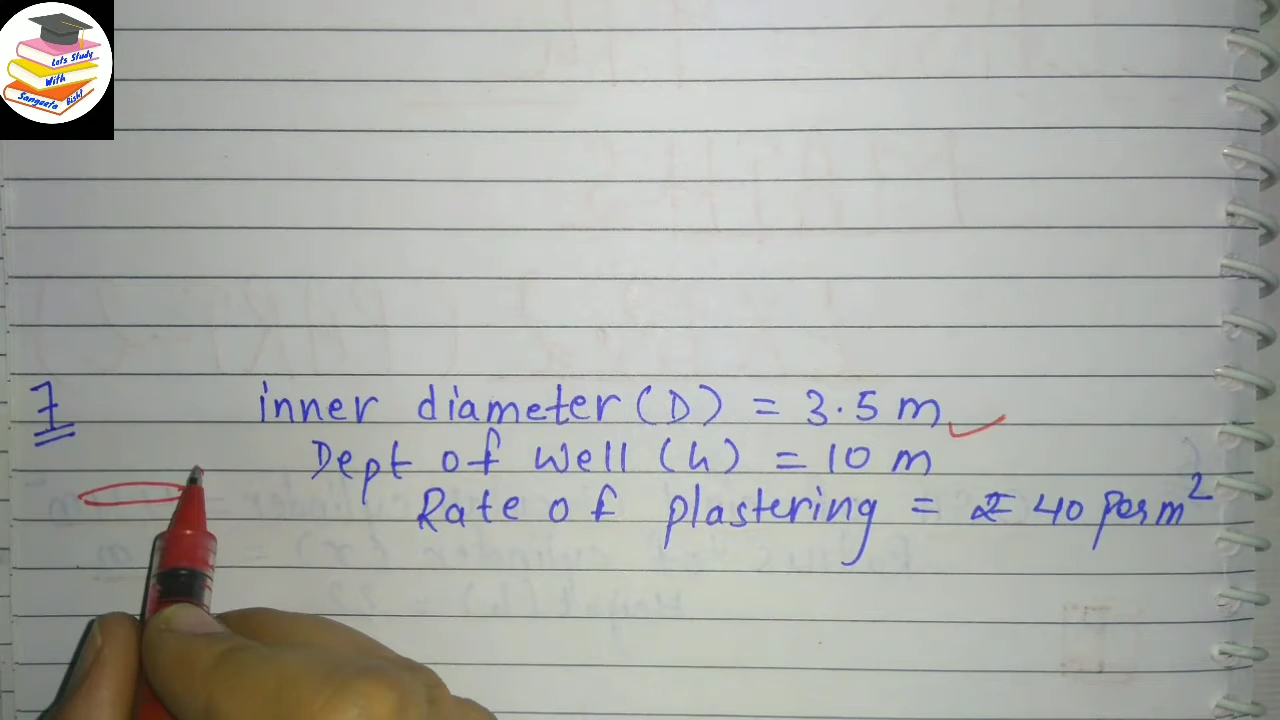 Lets Study
With
Sangeeta Bisht
7 inner diameter (D) = 3.5 m
Dept of well (h) = 10 m
Rate of plastering = ₹ 40 per m²